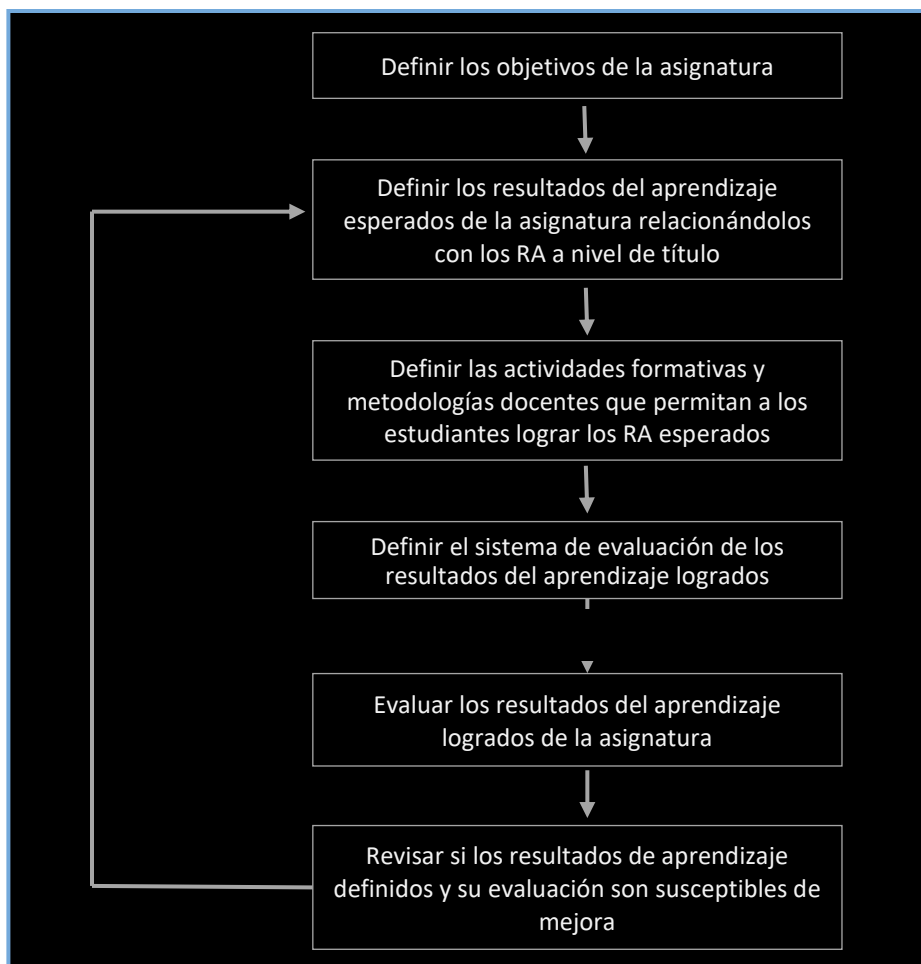 Definir los objetivos de la asignatura
Definir los resultados del aprendizaje
esperados de la asignatura relacionándolos
con los RA a nivel de título
Definir las actividades formativas y
metodologías docentes que permitan a los
estudiantes lograr los RA esperados
Definir el sistema de evaluación de los
resultados del aprendizaje logrados
Evaluar los resultados del aprendizaje
logrados de la asignatura
Revisar si los resultados de aprendizaje
definidos y su evaluación son susceptibles de
mejora